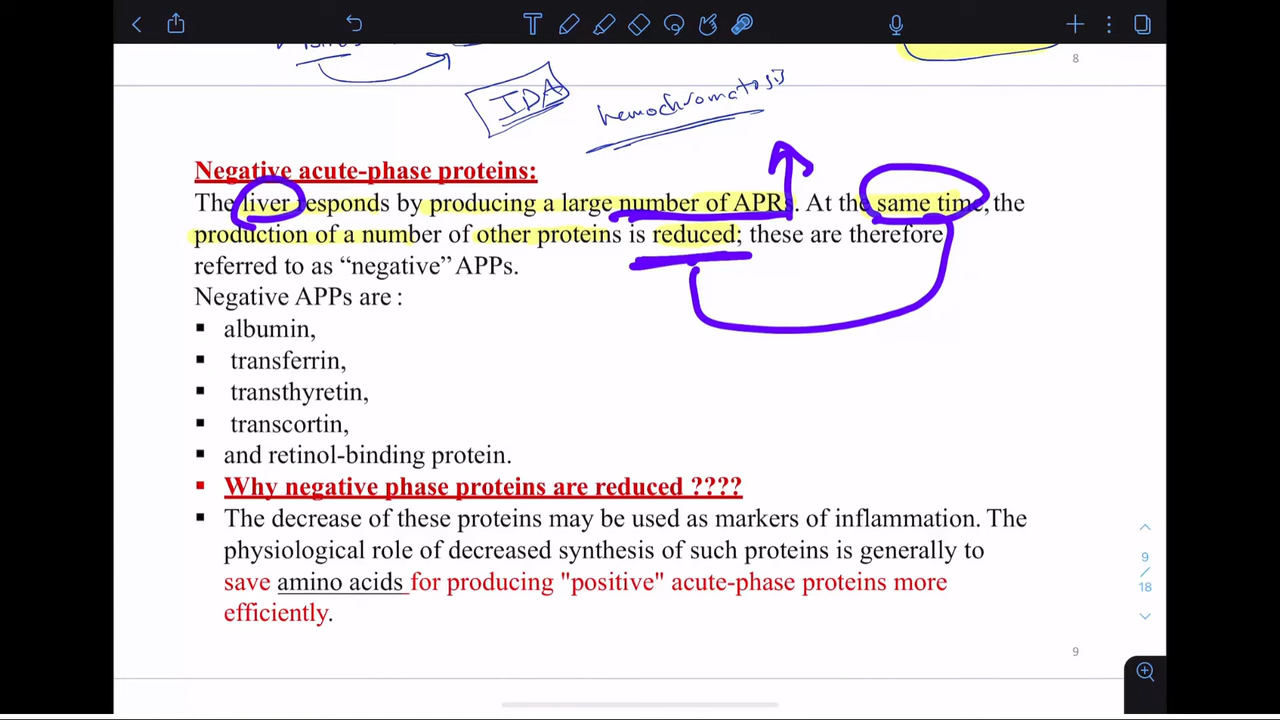 8
IDA
hemochromatosis
Negative acute-phase proteins:
The liver responds by producing a large number of APRs. At the same time, the
production of a number of other proteins is reduced; these are therefore
referred to as “negative” APPs.
Negative APPs are :
▪ albumin,
▪ transferrin,
▪ transthyretin,
▪ transcortin,
▪ and retinol-binding protein.
▪ Why negative phase proteins are reduced ????
▪ The decrease of these proteins may be used as markers of inflammation. The
physiological role of decreased synthesis of such proteins is generally to
save amino acids for producing "positive" acute-phase proteins more
efficiently.
9
/
18
9